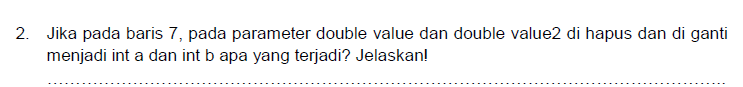 2. Jika pada baris 7, pada parameter double value dan double value2 di hapus dan di ganti
menjadi int a dan int b apa yang terjadi? Jelaskan!